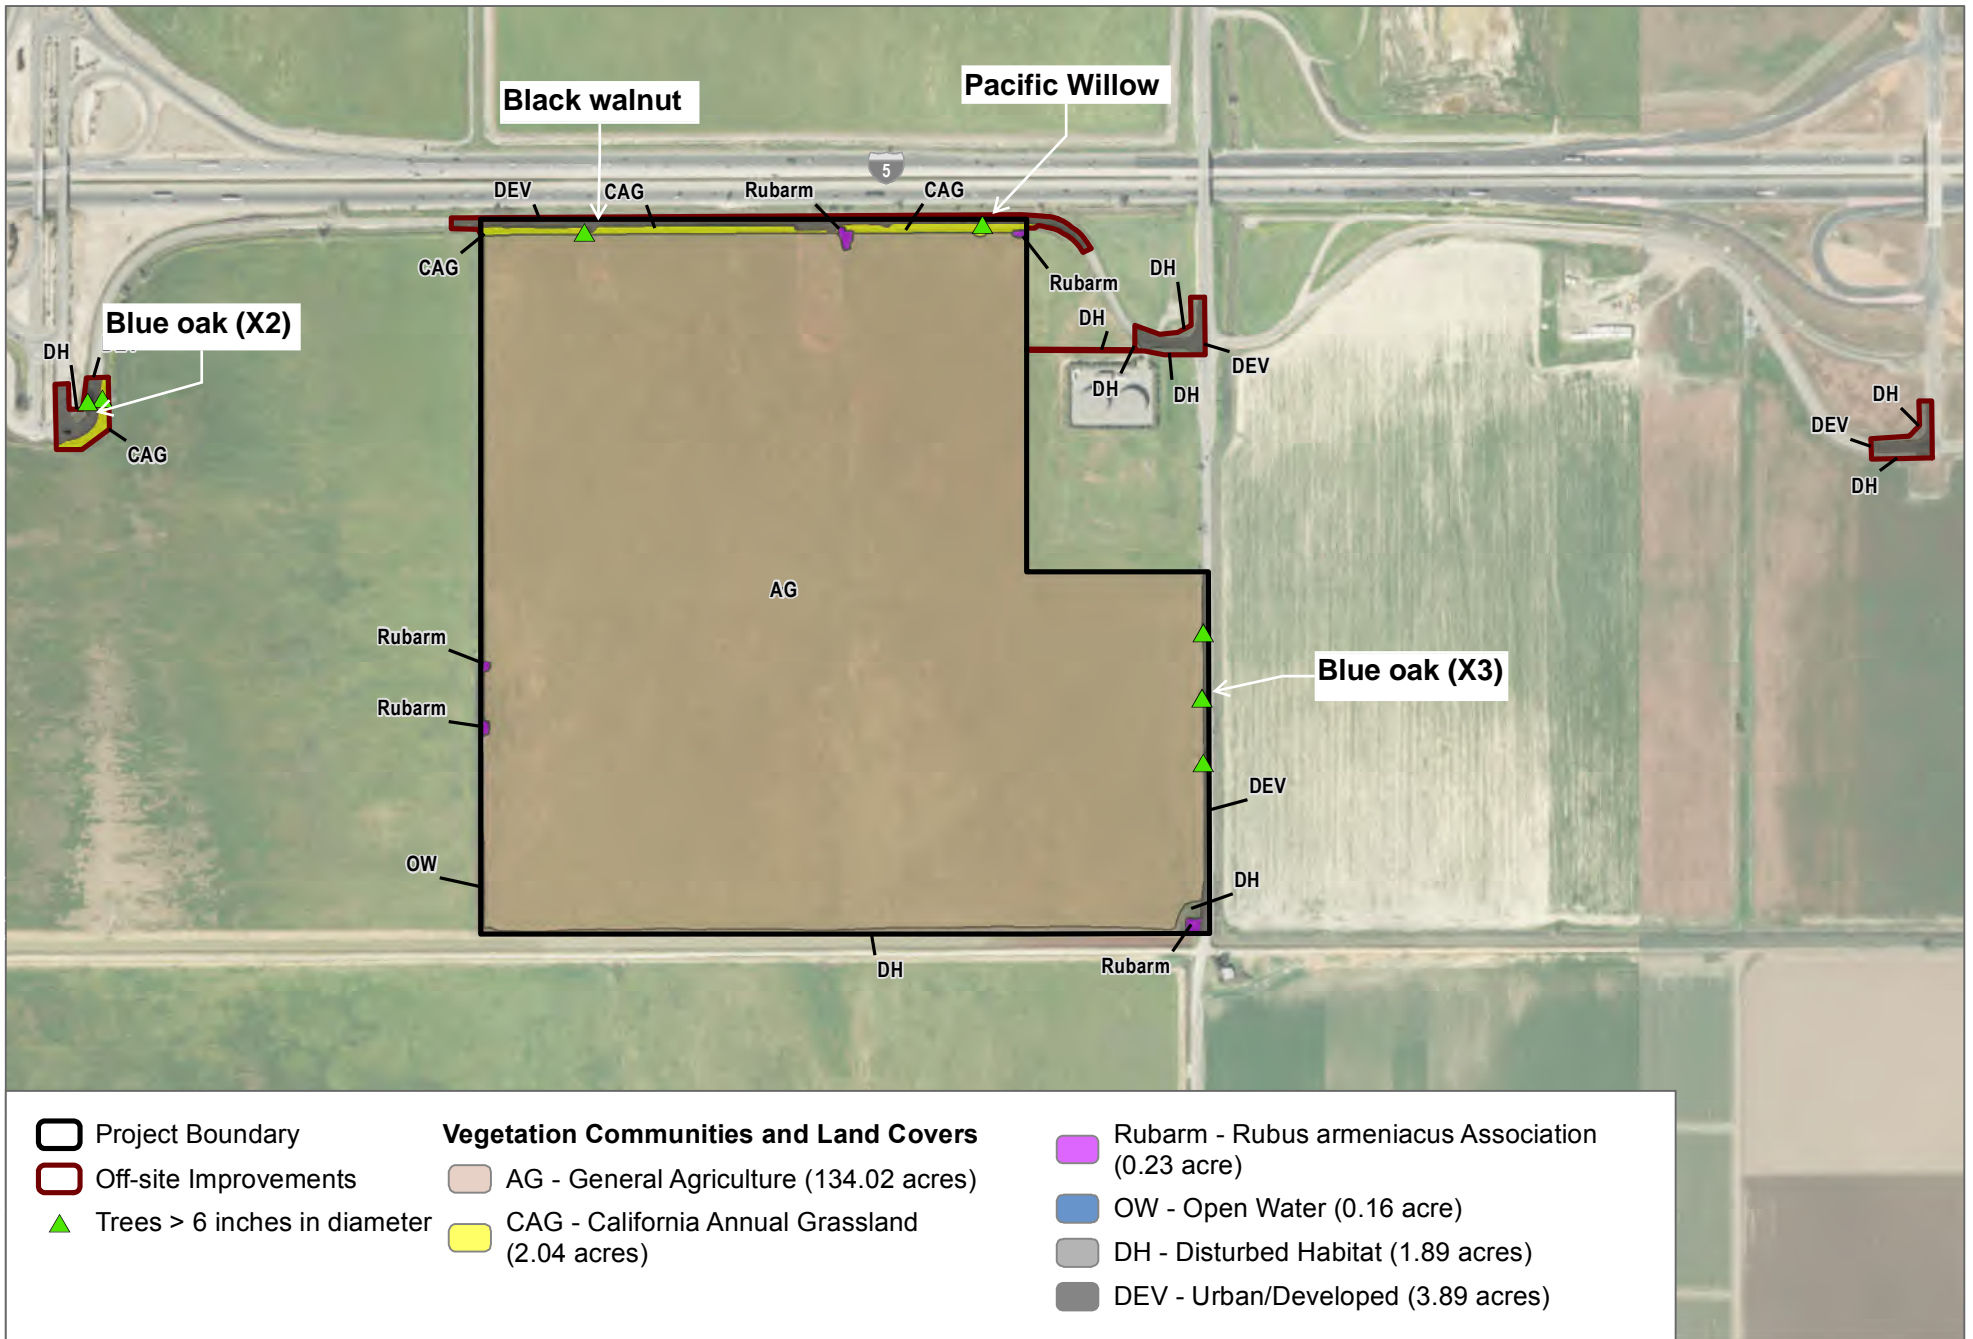 Black walnut
Pacific Willow
5
DEV
CAG
Rubarm
CAG
CAG
Rubarm
DH
DH
Blue oak (X2)
DH
DEV
DH
DH
CAG
DH
DEV
DH
AG
Rubarm
Blue oak (X3)
Rubarm
DEV
OW
DH
Rubarm
DH
Project Boundary
Off-site Improvements
Trees > 6 inches in diameter
Vegetation Communities and Land Covers
AG - General Agriculture (134.02 acres)
CAG - California Annual Grassland
(2.04 acres)
Rubarm - Rubus armeniacus Association
(0.23 acre)
OW - Open Water (0.16 acre)
DH - Disturbed Habitat (1.89 acres)
DEV - Urban/Developed (3.89 acres)